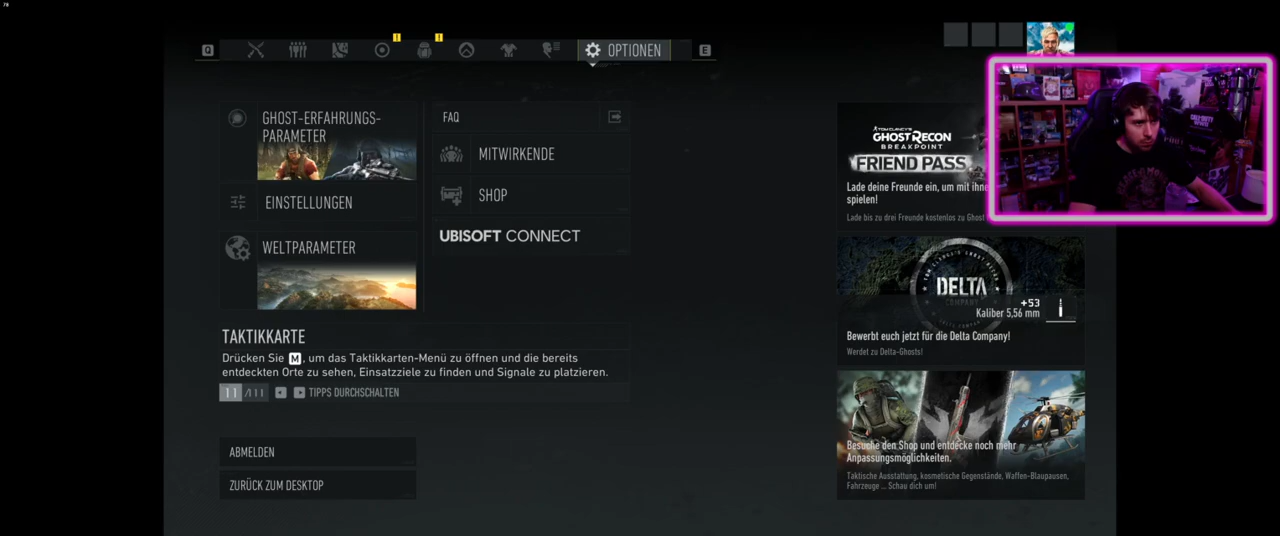 78
Q
OPTIONEN
E
GHOST-ERFAHRUNGS-
PARAMETER
EINSTELLUNGEN
WELTPARAMETER
FAQ
MITWIRKENDE
SHOP
UBISOFT CONNECT
TAKTIKKARTE
Drücken Sie M, um das Taktikkarten-Menü zu öffnen und die bereits
entdeckten Orte zu sehen, Einsatzziele zu finden und Signale zu platzieren.
11 /111 TIPPS DURCHSCHALTEN
ABMELDEN
ZURÜCK ZUM DESKTOP
TOM CLANCY'S
GHOST RECON
BREAKPOINT
FRIEND PASS
Lade deine Freunde ein, um mit ihne
spielen!
Lade bis zu drei Freunde kostenlos zu Ghost
DELTA
COMPANY
+53
Kaliber 5,56 mm
Bewerbt euch jetzt für die Delta Company!
Werdet zu Delta-Ghosts!
Besuche den Shop und entdecke noch mehr
Anpassungsmöglichkeiten.
Taktische Ausstattung, kosmetische Gegenstände, Waffen-Blaupausen,
Fahrzeuge ... Schau dich um!